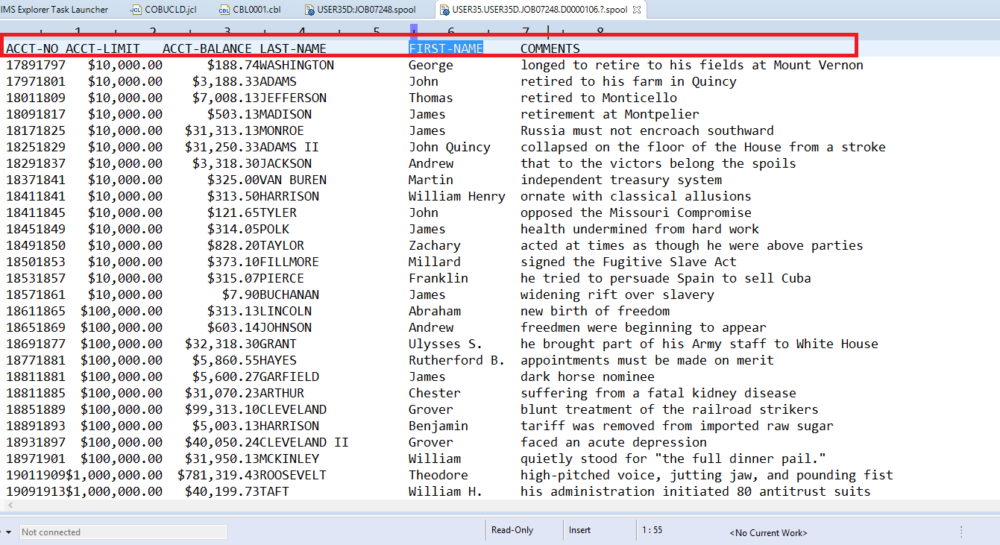 IMS Explorer Task Launcher COBUCLD.jcl CBL0001.cbl USER35D:JOB07248.spool USER35.USER35D.JOB07248.D0000106.?.spool
1 2 3 4 5 6 7 8
ACCT-NO ACCT-LIMIT   ACCT-BALANCE LAST-NAME           FIRST-NAME     COMMENTS
17891797   $10,000.00      $188.74WASHINGTON          George         longed to retire to his fields at Mount Vernon
17971801   $10,000.00    $3,188.33ADAMS               John           retired to his farm in Quincy
18011809   $10,000.00    $7,008.13JEFFERSON           Thomas         retired to Monticello
18091817   $10,000.00      $503.13MADISON             James          retirement at Montpelier
18171825   $10,000.00   $31,313.13MONROE              James          Russia must not encroach southward
18251829   $10,000.00   $31,250.33ADAMS II            John Quincy    collapsed on the floor of the House from a stroke
18291837   $10,000.00    $3,318.30JACKSON             Andrew         that to the victors belong the spoils
18371841   $10,000.00      $325.00VAN BUREN           Martin         independent treasury system
18411841   $10,000.00      $313.50HARRISON            William Henry  ornate with classical allusions
18411845   $10,000.00      $121.65TYLER               John           opposed the Missouri Compromise
18451849   $10,000.00      $314.05POLK                James          health undermined from hard work
18491850   $10,000.00      $828.20TAYLOR              Zachary        acted at times as though he were above parties
18501853   $10,000.00      $373.10FILLMORE            Millard        signed the Fugitive Slave Act
18531857   $10,000.00      $315.07PIERCE              Franklin       he tried to persuade Spain to sell Cuba
18571861   $10,000.00        $7.90BUCHANAN            James          widening rift over slavery
18611865  $100,000.00      $313.13LINCOLN             Abraham        new birth of freedom
18651869  $100,000.00      $603.14JOHNSON             Andrew         freedmen were beginning to appear
18691877  $100,000.00   $32,318.30GRANT               Ulysses S.     he brought part of his Army staff to White House
18771881  $100,000.00    $5,860.55HAYES               Rutherford B.  appointments must be made on merit
18811881  $100,000.00    $5,600.27GARFIELD            James          dark horse nominee
18811885  $100,000.00   $31,070.23ARTHUR              Chester        suffering from a fatal kidney disease
18851889  $100,000.00   $99,313.10CLEVELAND           Grover         blunt treatment of the railroad strikers
18891893  $100,000.00    $5,003.13HARRISON            Benjamin       tariff was removed from imported raw sugar
18931897  $100,000.00   $40,050.24CLEVELAND II        Grover         faced an acute depression
18971901  $100,000.00   $31,950.13MCKINLEY            William        quietly stood for "the full dinner pail."
19011909$1,000,000.00  $781,319.43ROOSEVELT           Theodore       high-pitched voice, jutting jaw, and pounding fist
19091913$1,000,000.00   $40,199.73TAFT                William H.     his administration initiated 80 antitrust suits
Not connected Read-Only Insert 1 : 55 <No Current Work>